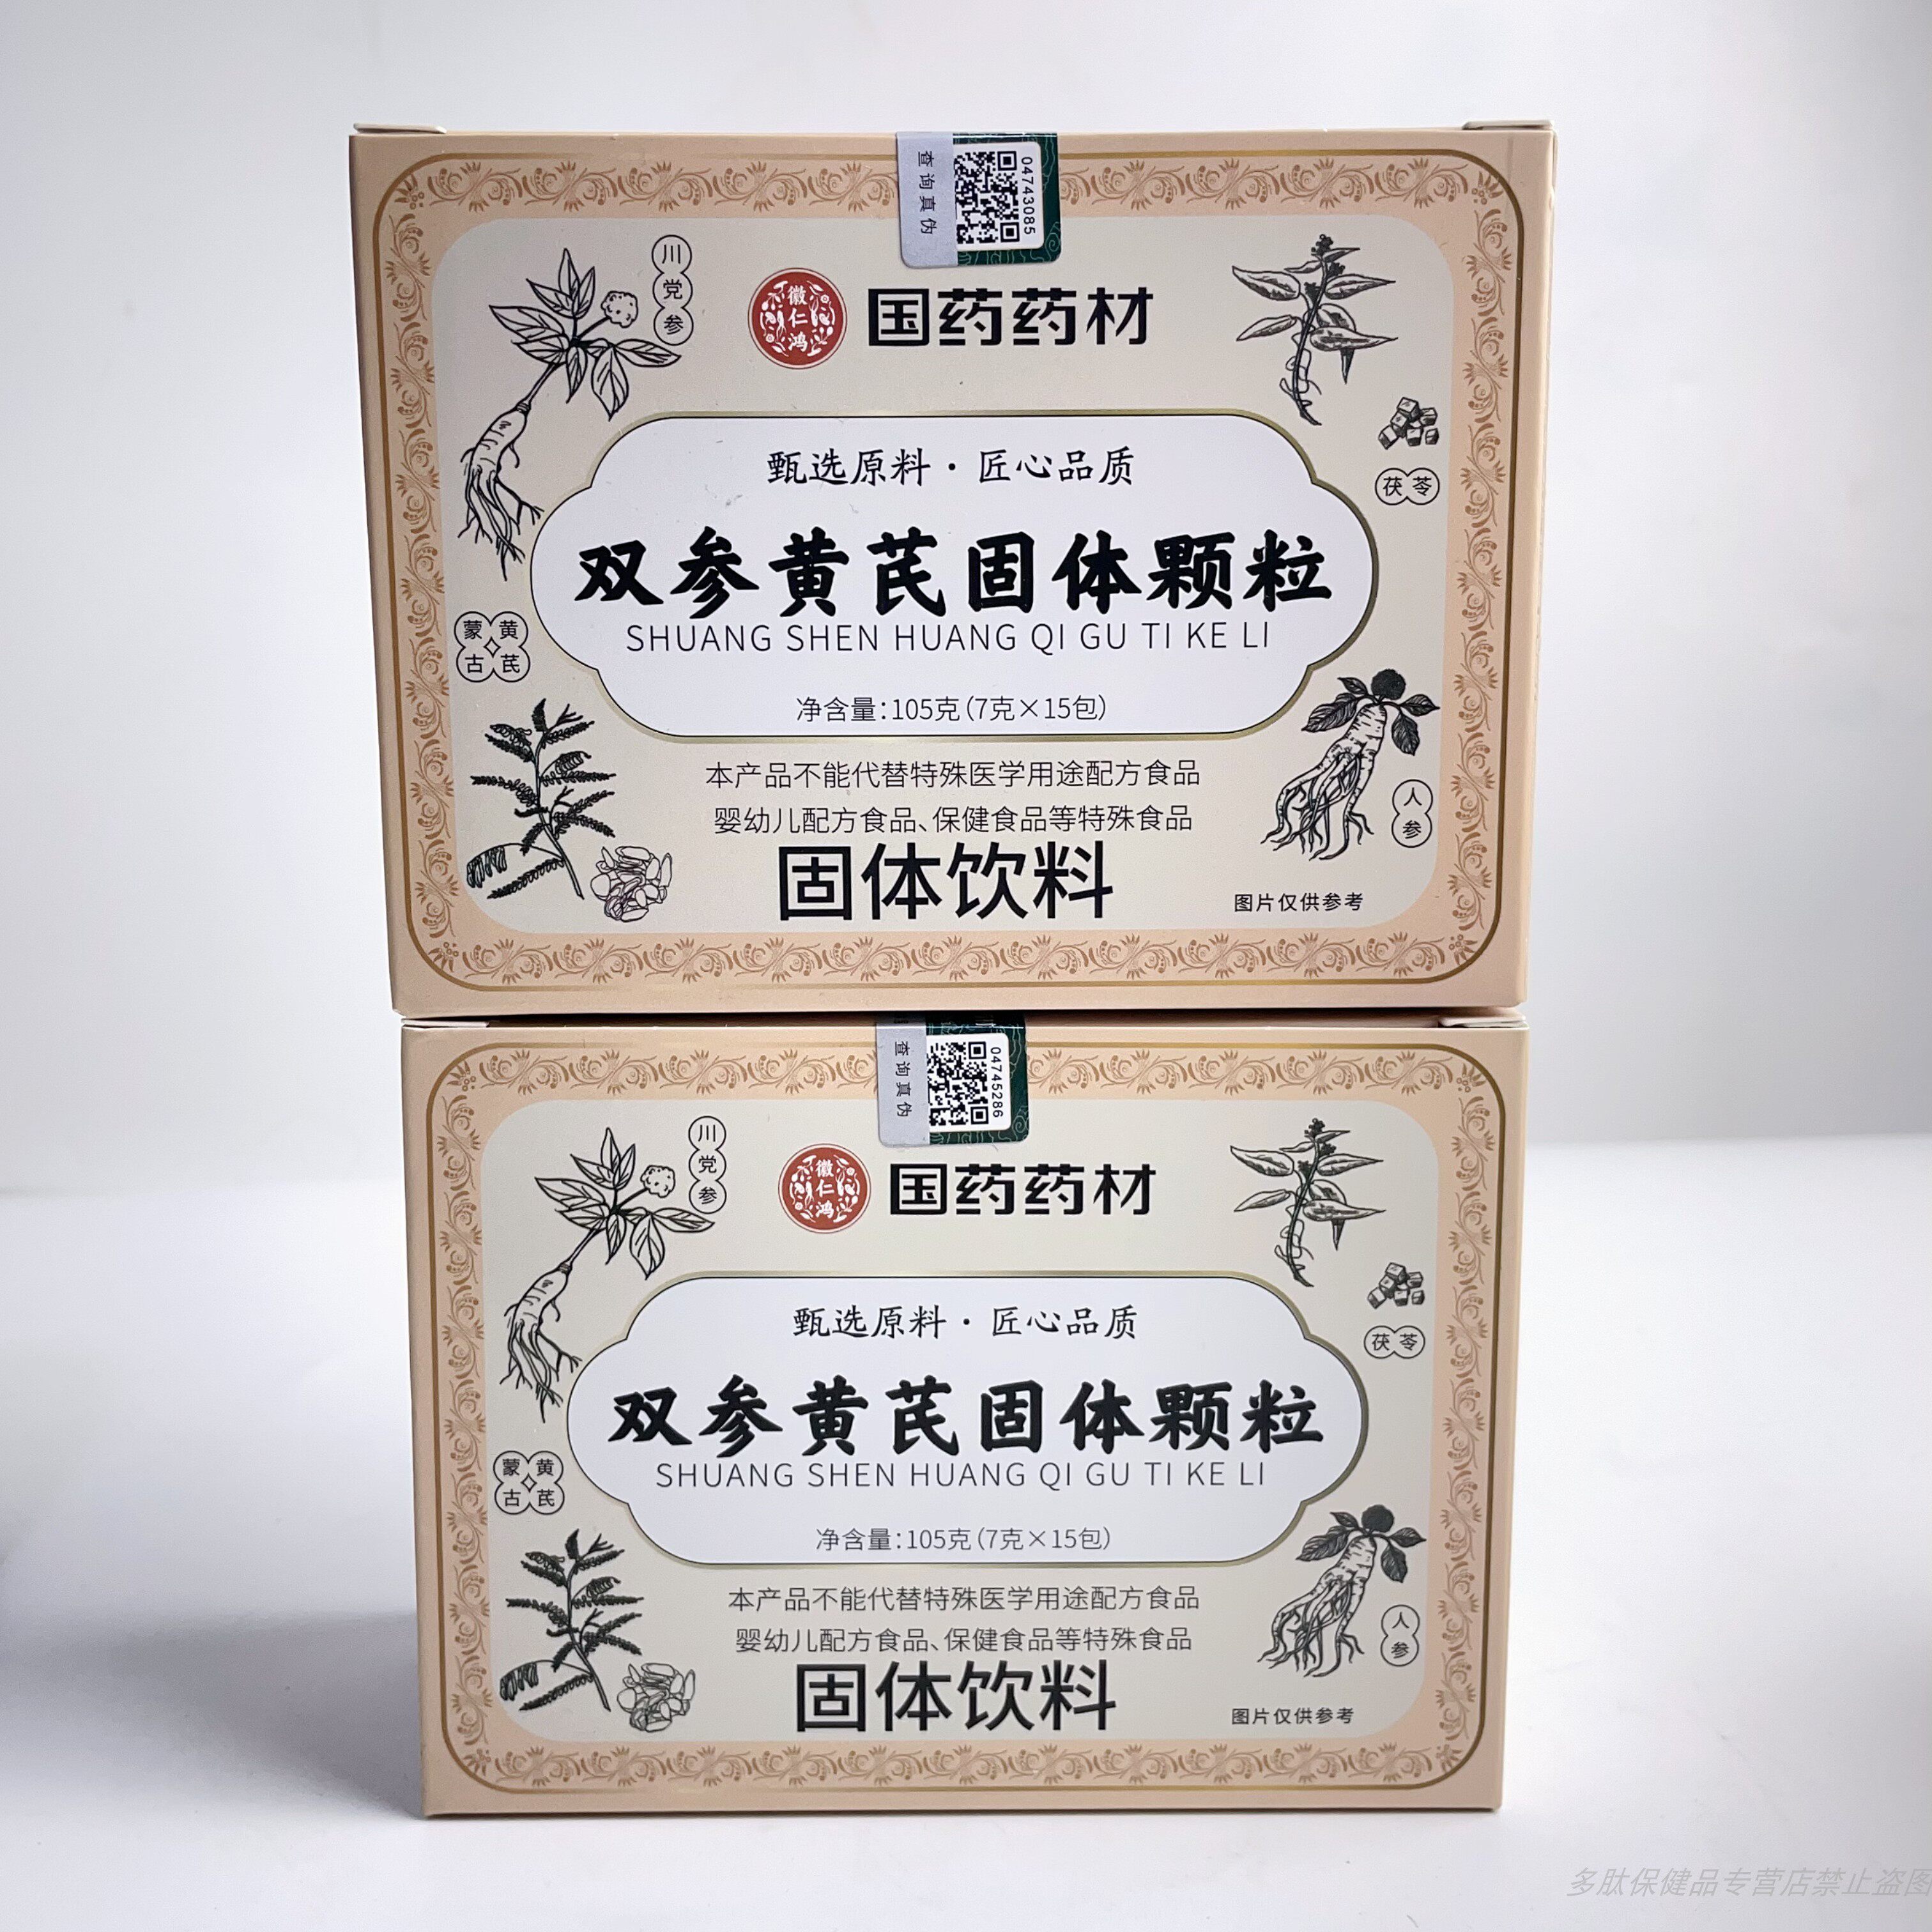 查询真伪
04743085
川党参
徽仁鸿
国药药材
茯苓
甄选原料·匠心品质
双参黄芪固体颗粒
SHUANG SHEN HUANG QI GU TI KE LI
蒙古黄芪
净含量:105克(7克×15包)
本产品不能代替特殊医学用途配方食品
婴幼儿配方食品、保健食品等特殊食品
人参
固体饮料
图片仅供参考
查询真伪
04745286
川党参
徽仁鸿
国药药材
茯苓
甄选原料·匠心品质
双参黄芪固体颗粒
SHUANG SHEN HUANG QI GU TI KE LI
蒙古黄芪
净含量:105克(7克×15包)
本产品不能代替特殊医学用途配方食品
婴幼儿配方食品、保健食品等特殊食品
人参
固体饮料
图片仅供参考
多肽保健品专营店禁止盗图